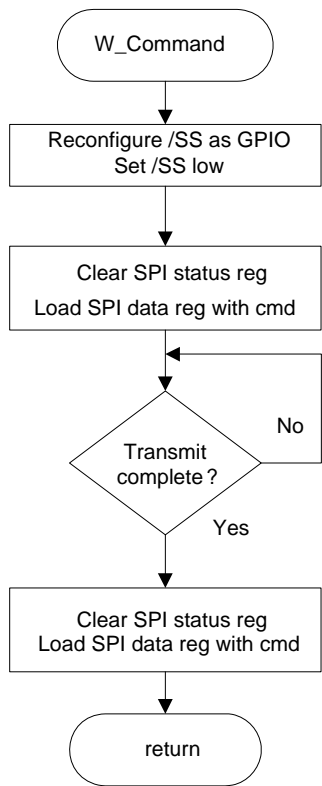 W_Command
Reconfigure /SS as GPIO
Set /SS low
Clear SPI status reg
Load SPI data reg with cmd
No
Transmit
complete?
Yes
Clear SPI status reg
Load SPI data reg with cmd
return